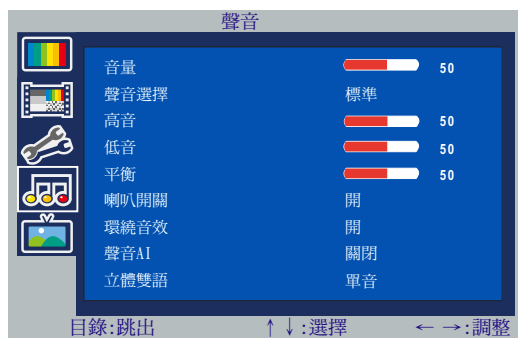 聲音
音量 50
聲音選擇 標準
高音 50
低音 50
平衡 50
喇叭開關 開
環繞音效 開
聲音AI 關閉
立體雙語 單音
目錄:跳出 ↑↓:選擇 ←→:調整